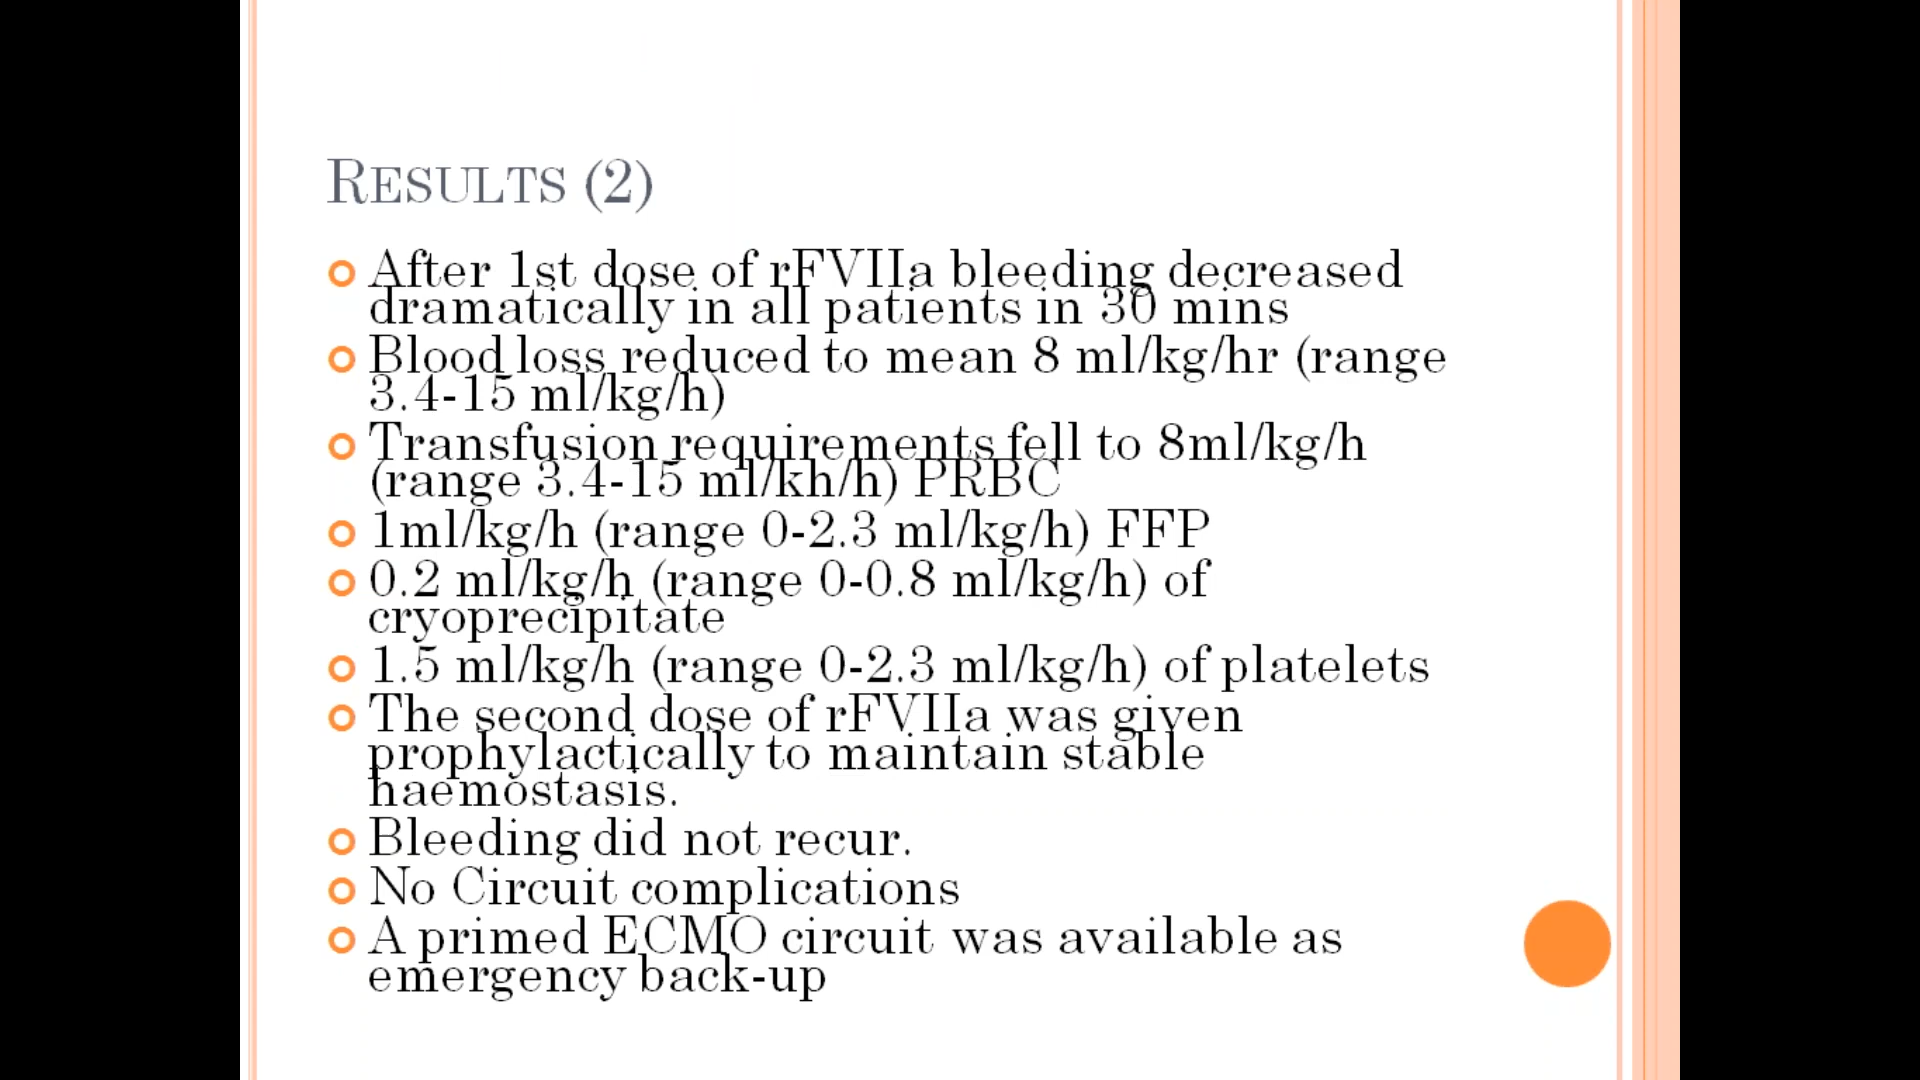 RESULTS (2)
After 1st dose of rFVIIa bleeding decreased
dramatically in all patients in 30 mins
Blood loss reduced to mean 8 ml/kg/hr (range
3.4-15 ml/kg/h)
Transfusion requirements fell to 8ml/kg/h
(range 3.4-15 ml/kh/h) PRBC
1ml/kg/h (range 0-2.3 ml/kg/h) FFP
0.2 ml/kg/h (range 0-0.8 ml/kg/h) of
cryoprecipitate
1.5 ml/kg/h (range 0-2.3 ml/kg/h) of platelets
The second dose of rFVIIa was given
prophylactically to maintain stable
haemostasis.
Bleeding did not recur.
No Circuit complications
A primed ECMO circuit was available as
emergency back-up